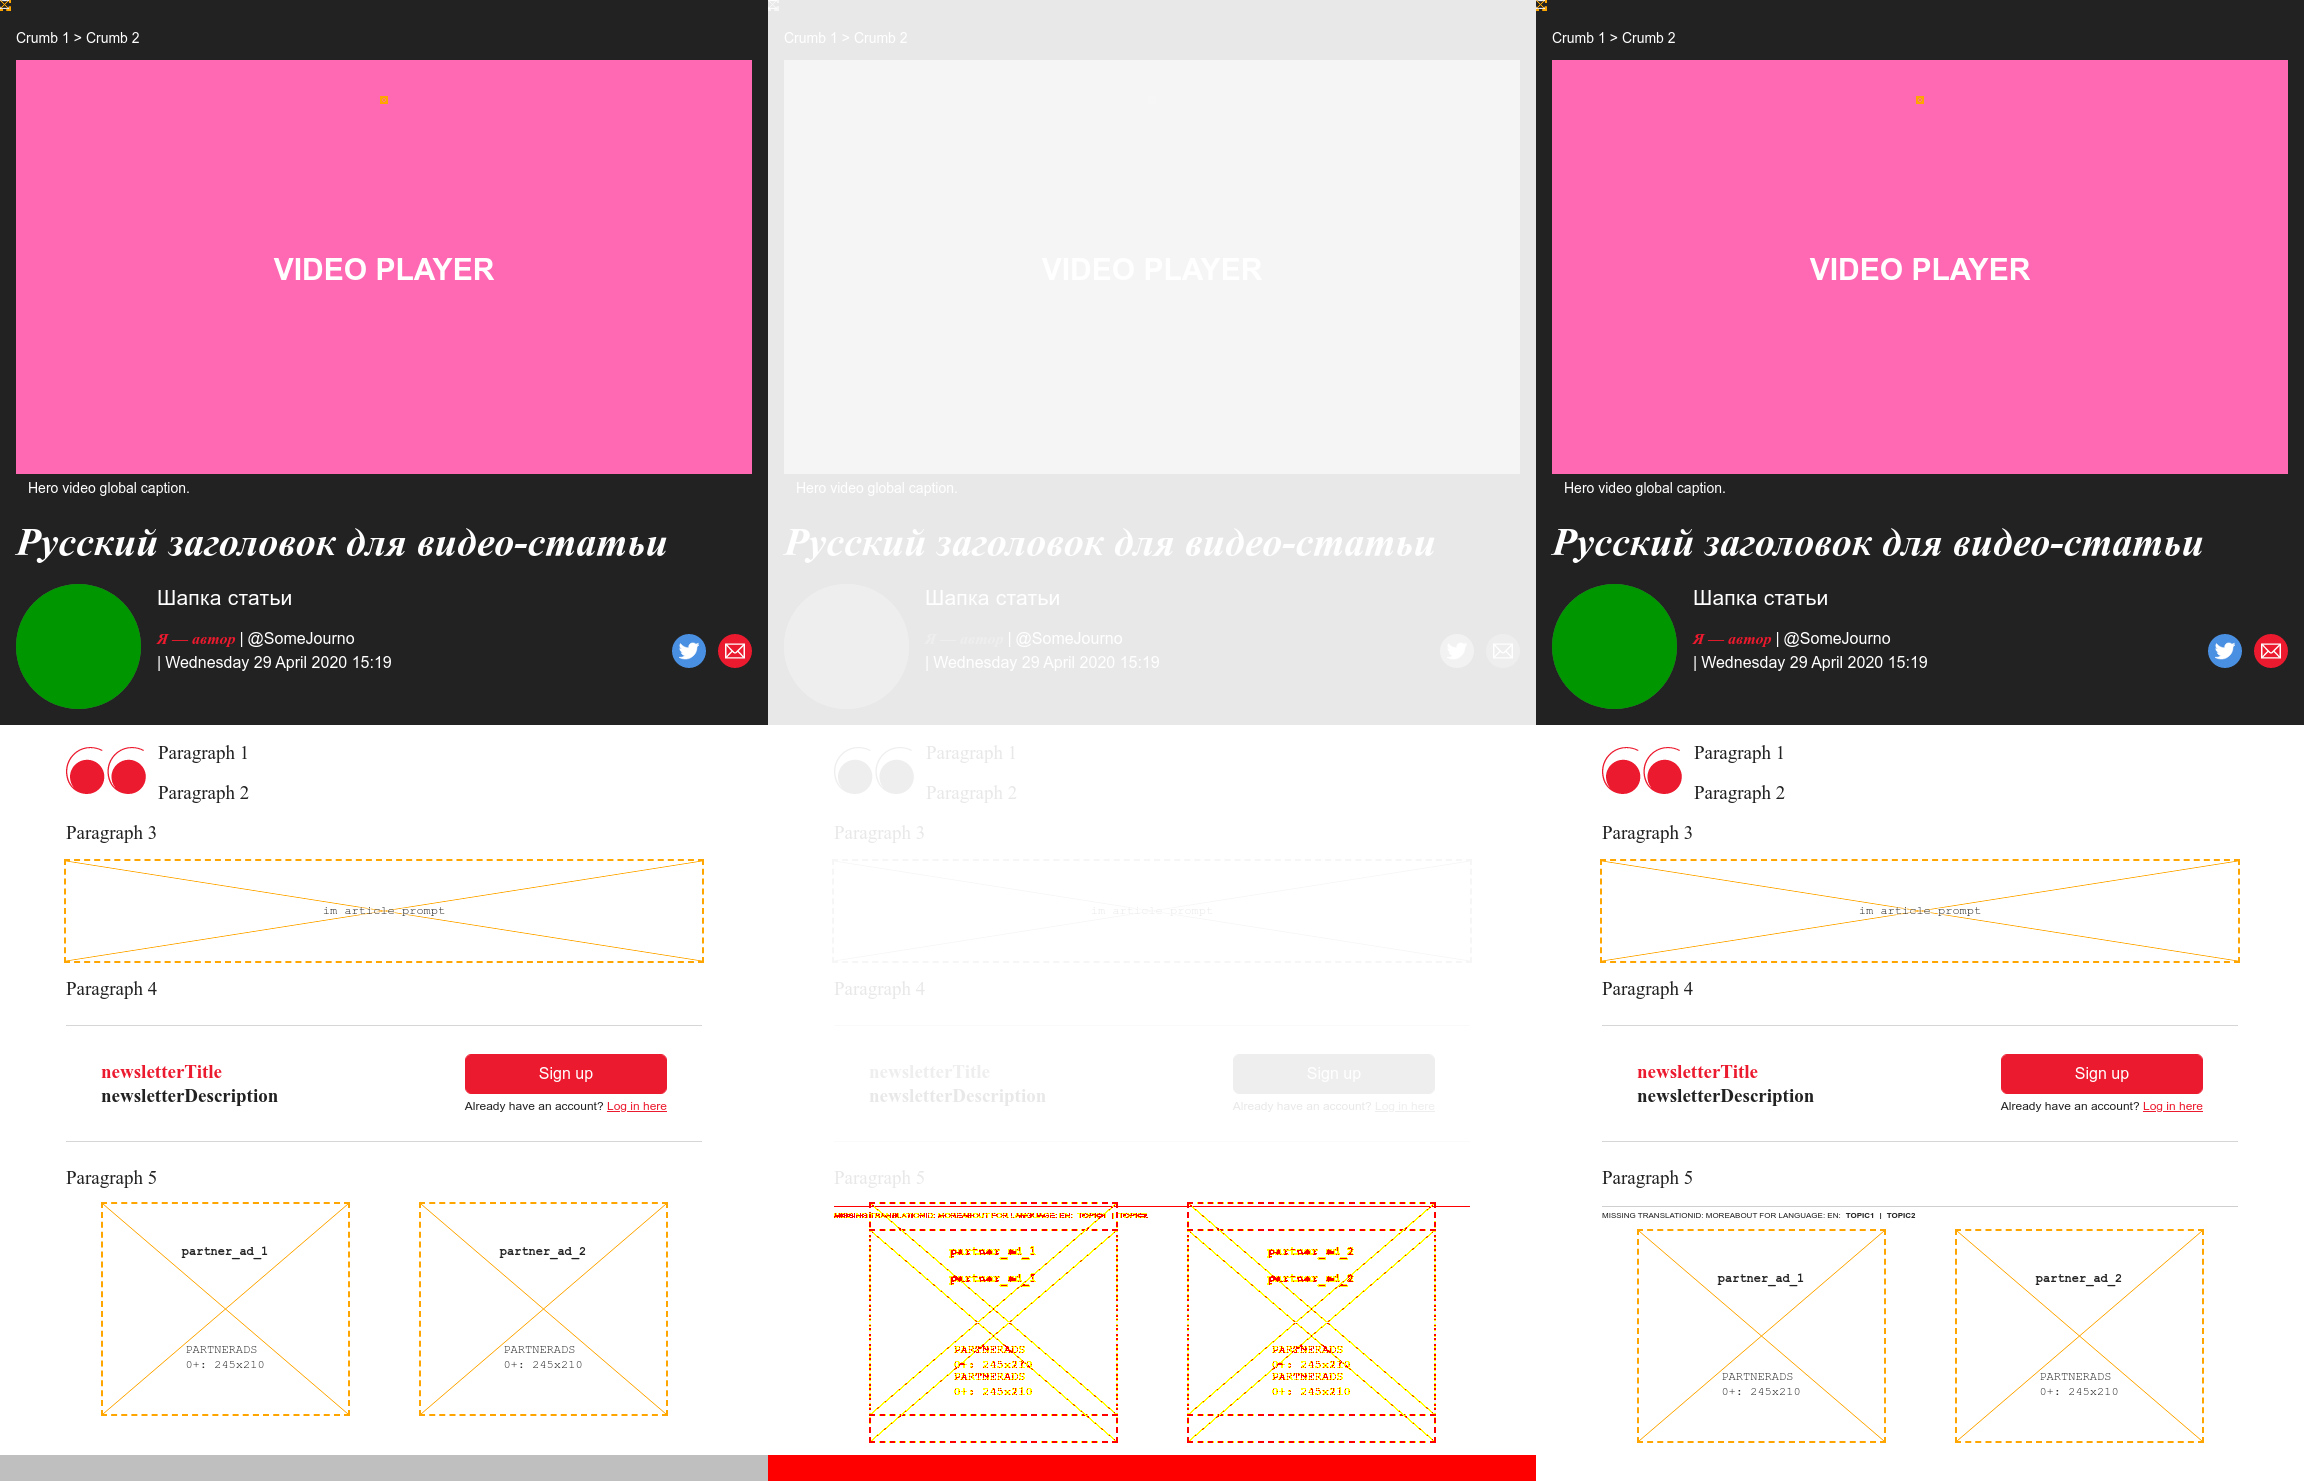 Crumb 1 > Crumb 2
VIDEO PLAYER
Hero video global caption.
Русский заголовок для видео-статьи
Шапка статьи
Я — автор | @SomeJourno
| Wednesday 29 April 2020 15:19
Paragraph 1
Paragraph 2
Paragraph 3
im article prompt
Paragraph 4
newsletterTitle
newsletterDescription
Sign up
Already have an account? Log in here
Paragraph 5
partner_ad_1
PARTNERADS
0+: 245x210
partner_ad_2
PARTNERADS
0+: 245x210
Crumb 1 > Crumb 2
VIDEO PLAYER
Hero video global caption.
Русский заголовок для видео-статьи
Шапка статьи
Я — автор | @SomeJourno
| Wednesday 29 April 2020 15:19
Paragraph 1
Paragraph 2
Paragraph 3
im article prompt
Paragraph 4
newsletterTitle
newsletterDescription
Sign up
Already have an account? Log in here
Paragraph 5
partner_ad_1
partner_ad_1
PARTNERADS
0+: 245x210
PARTNERADS
0+: 245x210
partner_ad_2
partner_ad_2
PARTNERADS
0+: 245x210
PARTNERADS
0+: 245x210
Crumb 1 > Crumb 2
VIDEO PLAYER
Hero video global caption.
Русский заголовок для видео-статьи
Шапка статьи
Я — автор | @SomeJourno
| Wednesday 29 April 2020 15:19
Paragraph 1
Paragraph 2
Paragraph 3
im article prompt
Paragraph 4
newsletterTitle
newsletterDescription
Sign up
Already have an account? Log in here
Paragraph 5
MISSING TRANSLATIONID: MOREABOUT FOR LANGUAGE: EN: TOPIC1 | TOPIC2
partner_ad_1
PARTNERADS
0+: 245x210
partner_ad_2
PARTNERADS
0+: 245x210